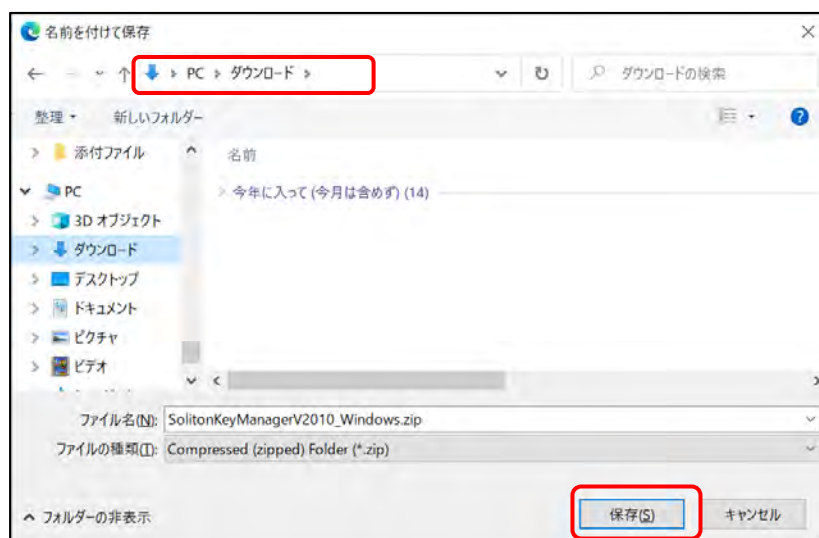 名前を付けて保存
PC › ダウンロード ›
ダウンロードの検索
整理
新しいフォルダー
添付ファイル
名前
PC
今年に入って (今月は含めず) (14)
3D オブジェクト
ダウンロード
デスクトップ
ドキュメント
ピクチャ
ビデオ
ファイル名(N): SolitonKeyManagerV2010_Windows.zip
ファイルの種類(T): Compressed (zipped) Folder (*.zip)
フォルダーの非表示
保存(S)
キャンセル